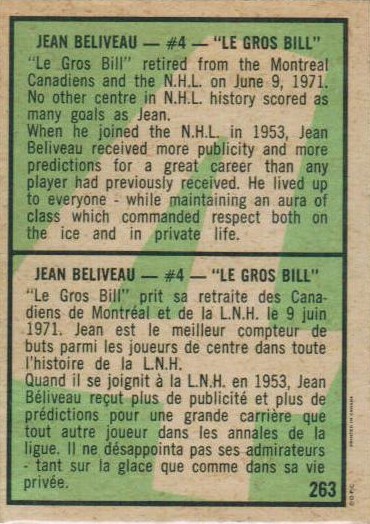 JEAN BELIVEAU — #4 — "LE GROS BILL"
"Le Gros Bill" retired from the Montreal
Canadiens and the N.H.L. on June 9, 1971.
No other centre in N.H.L. history scored as
many goals as Jean.
When he joined the N.H.L. in 1953, Jean
Beliveau received more publicity and more
predictions for a great career than any
player had previously received. He lived up
to everyone - while maintaining an aura of
class which commanded respect both on
the ice and in private life.
JEAN BELIVEAU — #4 — "LE GROS BILL"
"Le Gros Bill" prit sa retraite des Cana-
diens de Montréal et de la L.N.H. le 9 juin
1971. Jean est le meilleur compteur de
buts parmi les joueurs de centre dans toute
l'histoire de la L.N.H.
Quand il se joignit à la L.N.H. en 1953, Jean
Béliveau reçut plus de publicité et plus de
prédictions pour une grande carrière que
tout autre joueur dans les annales de la
ligue. Il ne désappointa pas ses admirateurs
- tant sur la glace que comme dans sa vie
privée.
263
O.P.C. PRINTED IN CANADA